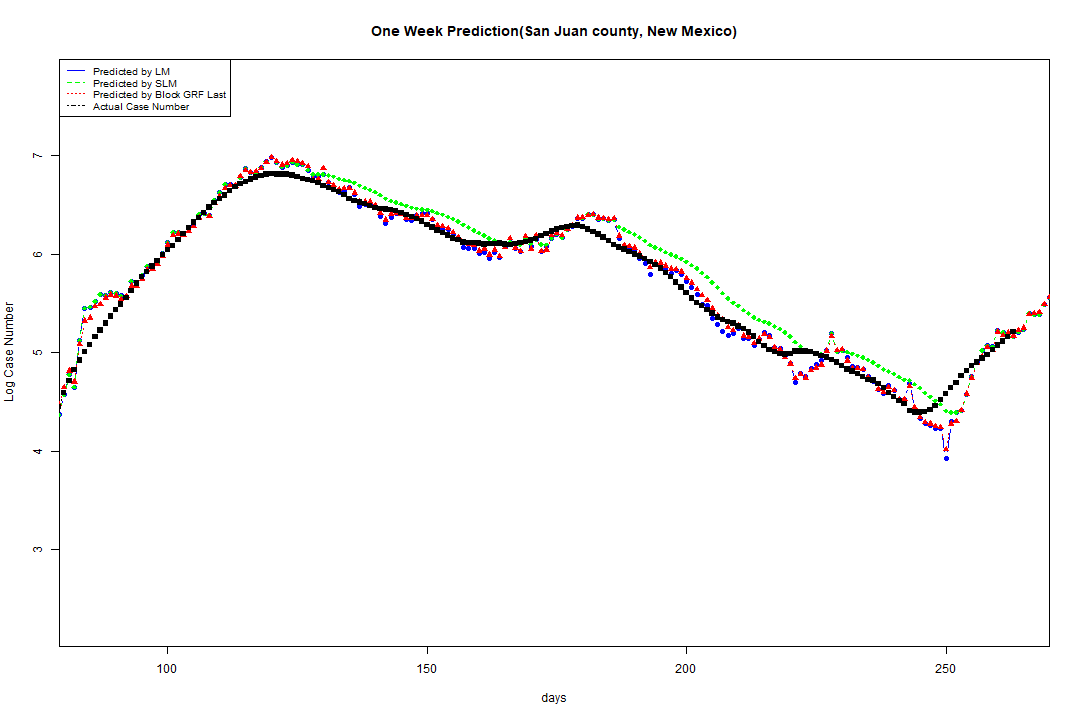 One Week Prediction(San Juan county, New Mexico)
Predicted by LM
Predicted by SLM
Predicted by Block GRF Last
Actual Case Number
7
6
5
4
3
Log Case Number
100 150 200 250
days